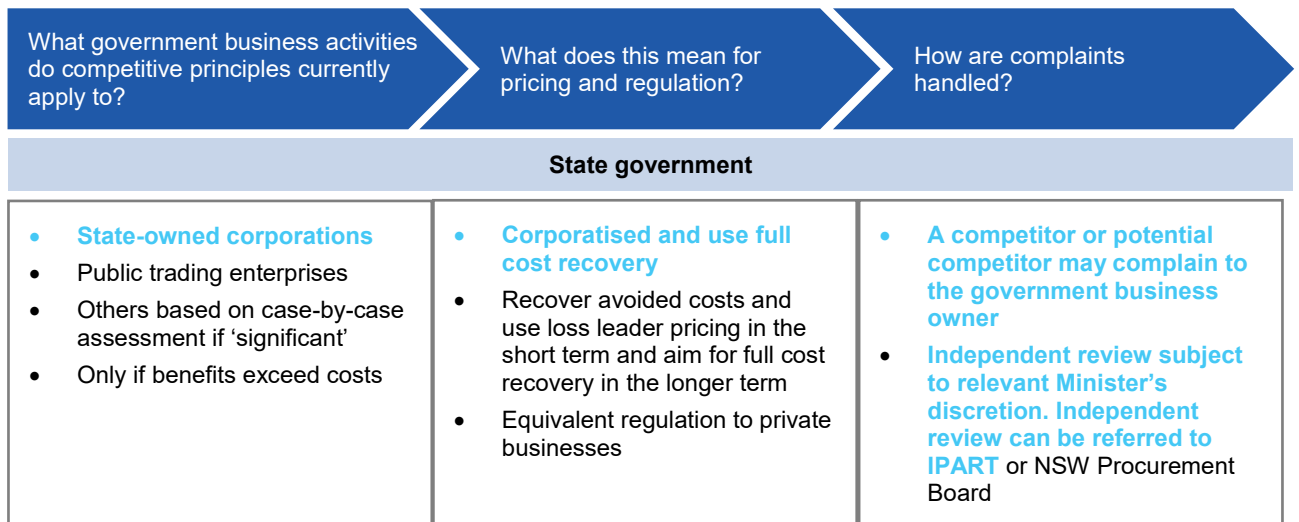 What government business activities
do competitive principles currently
apply to?
What does this mean for
pricing and regulation?
How are complaints
handled?
State government
• State-owned corporations
• Public trading enterprises
• Others based on case-by-case
assessment if ‘significant’
• Only if benefits exceed costs
• Corporatised and use full
cost recovery
• Recover avoided costs and
use loss leader pricing in the
short term and aim for full cost
recovery in the longer term
• Equivalent regulation to private
businesses
• A competitor or potential
competitor may complain to
the government business
owner
• Independent review subject
to relevant Minister’s
discretion. Independent
review can be referred to
IPART or NSW Procurement
Board